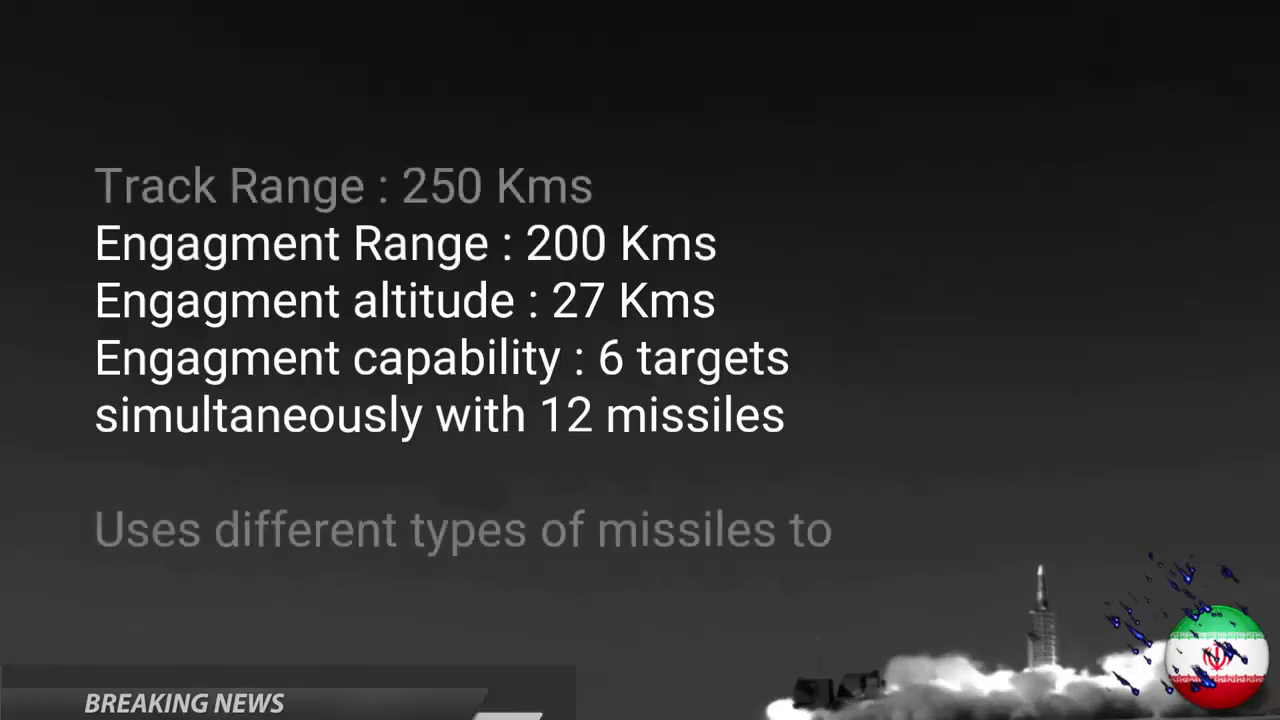 Track Range : 250 Kms
Engagment Range : 200 Kms
Engagment altitude : 27 Kms
Engagment capability : 6 targets
simultaneously with 12 missiles
Uses different types of missiles to
BREAKING NEWS